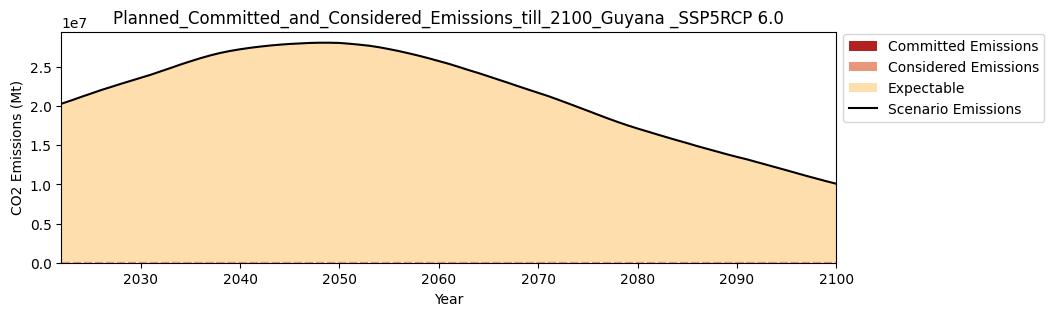 Planned_Committed_and_Considered_Emissions_till_2100_Guyana _SSP5RCP 6.0
1e7
2.5
2.0
1.5
1.0
0.5
0.0
CO2 Emissions (Mt)
2030 2040 2050 2060 2070 2080 2090 2100
Year
Committed Emissions
Considered Emissions
Expectable
Scenario Emissions